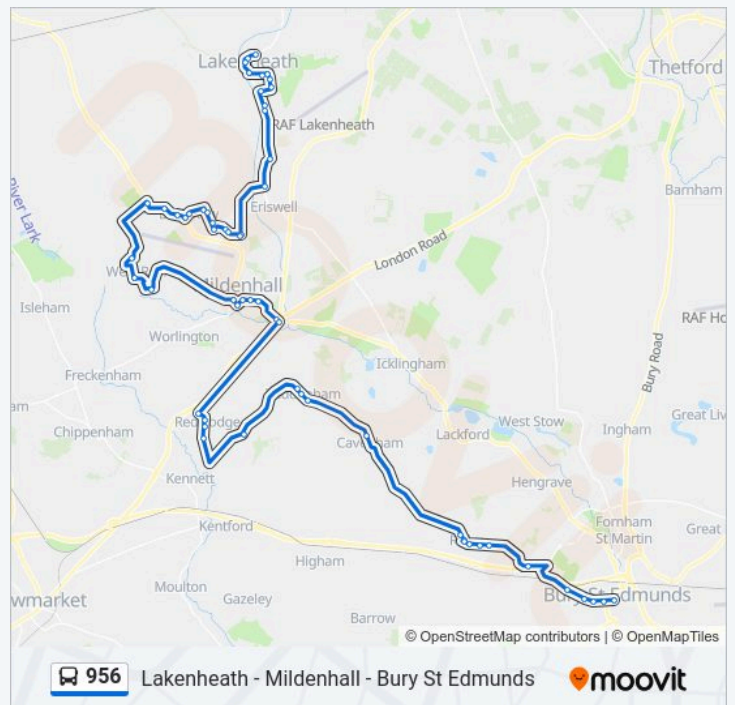 Lakenheath
Thetford
RAF Lakenheath
Barnham
River Lark
Eriswell
London Road
Mildenhall
Isleham
RAF Ho
Worlington
Bury Road
Icklingham
Freckenham
am
Great Liv
West Stow
Chippenham
Ingham
Lackford
Cavenham
Kennett
Hengrave
Kentford
Fornham
St Martin
Great
Higham
Moulton
wmarket
Gazeley
Bury St Edmunds
Barrow
© OpenStreetMap contributors | © OpenMapTiles
956 Lakenheath - Mildenhall - Bury St Edmunds
moovit